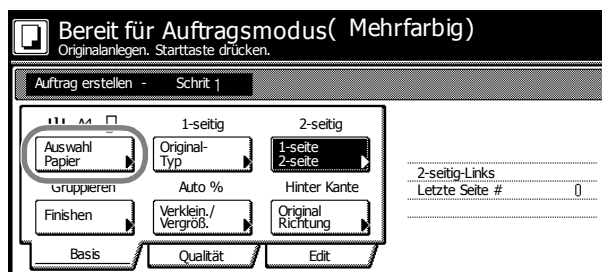 Bereit für Auftragsmodus( Mehrfarbig)
Originalanlegen. Starttaste drücken.
Auftrag erstellen - Schrit 1
1-seitig 2-seitig
Auswahl Papier
Original-Typ
1-seite 2-seite
2-seitig-Links
Letzte Seite # 0
Gruppieren Auto % Hinter Kante
Finishen
Verklein./ Vergröß.
Original Richtung
Basis Qualität Edit